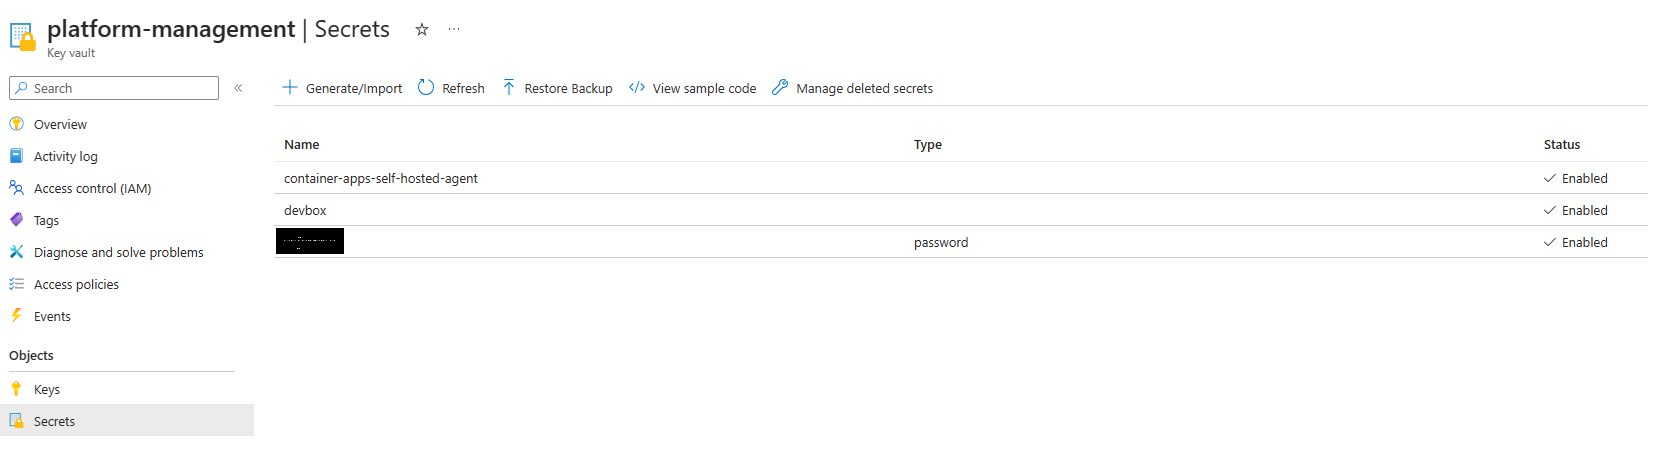 platform-management | Secrets
Key vault
Search
Overview
Activity log
Access control (IAM)
Tags
Diagnose and solve problems
Access policies
Events
Objects
Keys
Secrets
Generate/Import Refresh Restore Backup View sample code Manage deleted secrets
Name Type Status
container-apps-self-hosted-agent Enabled
devbox Enabled
password Enabled